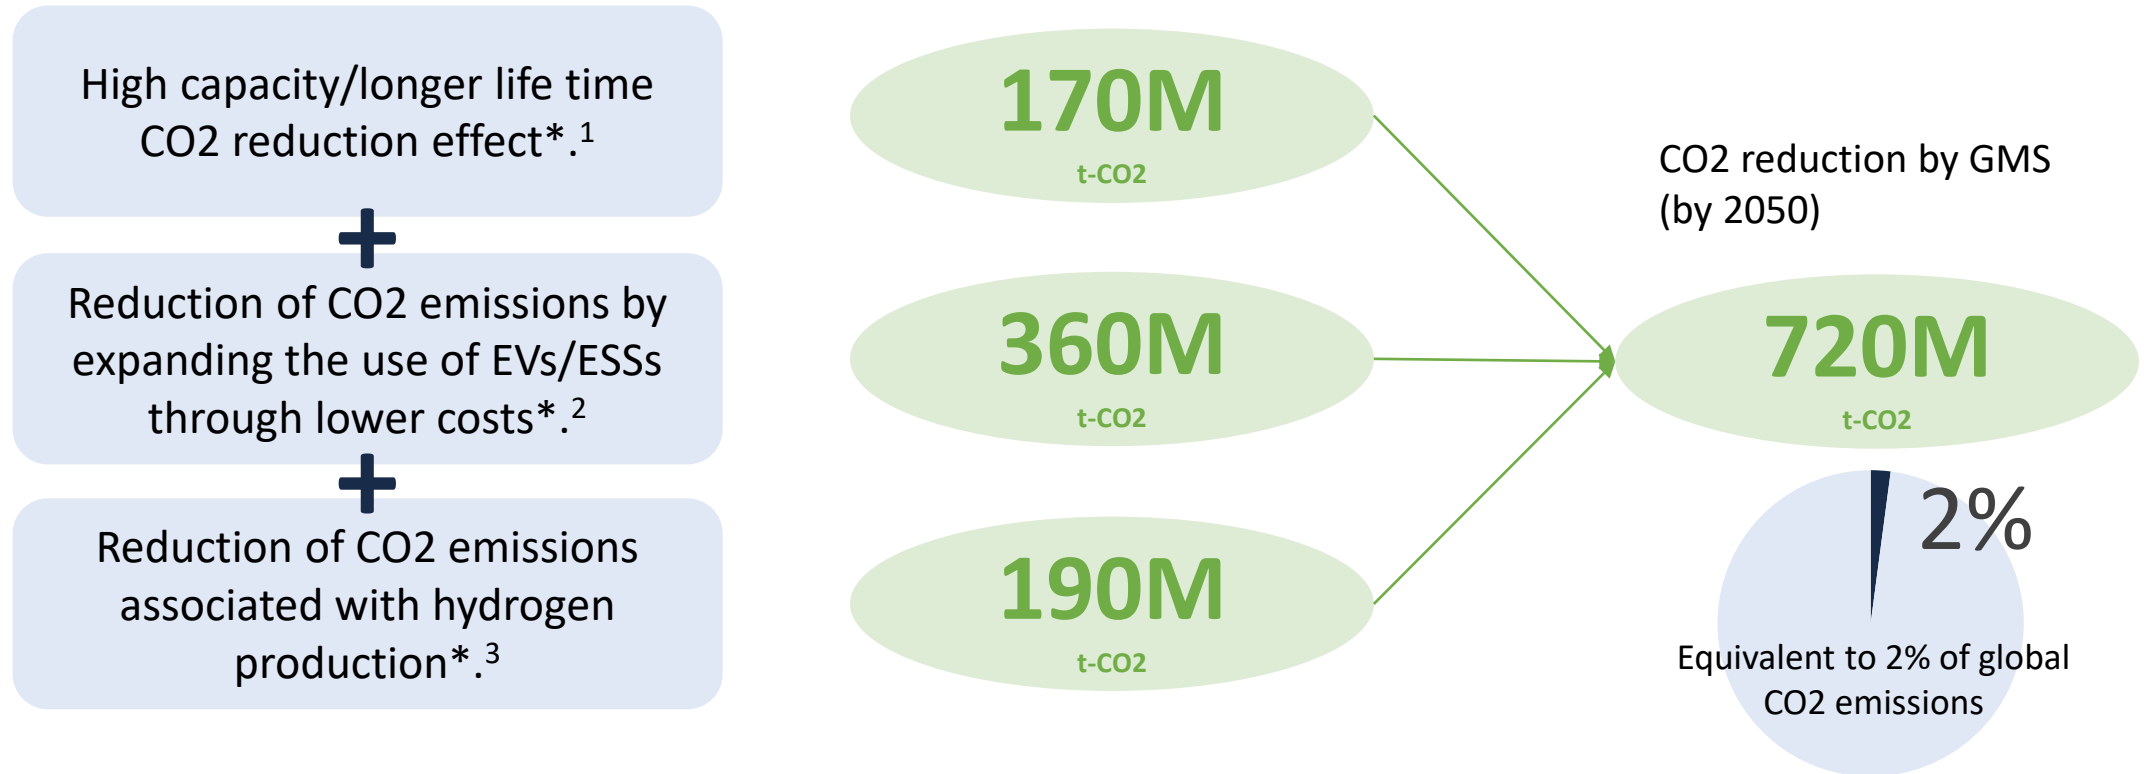 High capacity/longer life time
CO2 reduction effect*.¹
Reduction of CO2 emissions by
expanding the use of EVs/ESSs
through lower costs*.²
Reduction of CO2 emissions
associated with hydrogen
production*.³
170M
t-CO2
360M
t-CO2
190M
t-CO2
CO2 reduction by GMS
(by 2050)
720M
t-CO2
2%
Equivalent to 2% of global
CO2 emissions